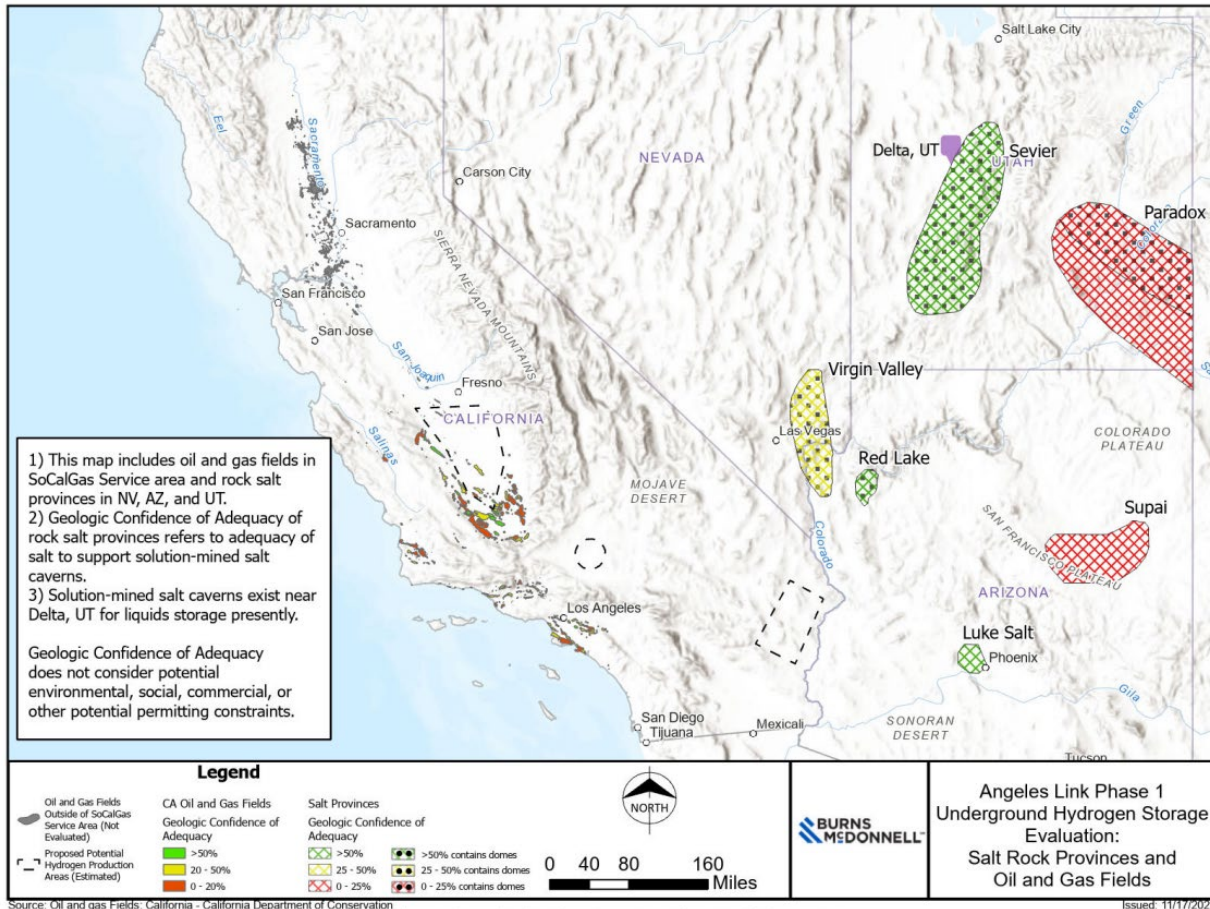 Salt Lake City
Eel
Sacramento
NEVADA
Carson City
Delta, UT
Sevier
UTAH
Green
Paradox
Colorado
Sacramento
SIERRA NEVADA MOUNTAINS
San Francisco
San Jose
San Joaquin
Fresno
CALIFORNIA
Salinas
Virgin Valley
Las Vegas
Red Lake
COLORADO
PLATEAU
MOJAVE
DESERT
Colorado
Supai
SAN FRANCISCO PLATEAU
ARIZONA
Los Angeles
Luke Salt
Phoenix
Gila
San Diego
Tijuana
Mexicali
SONORAN
DESERT
Tucson
1) This map includes oil and gas fields in
SoCalGas Service area and rock salt
provinces in NV, AZ, and UT.
2) Geologic Confidence of Adequacy of
rock salt provinces refers to adequacy of
salt to support solution-mined salt
caverns.
3) Solution-mined salt caverns exist near
Delta, UT for liquids storage presently.
Geologic Confidence of Adequacy
does not consider potential
environmental, social, commercial, or
other potential permitting constraints.
Legend
Oil and Gas Fields
Outside of SoCalGas
Service Area (Not
Evaluated)
Proposed Potential
Hydrogen Production
Areas (Estimated)
CA Oil and Gas Fields
Geologic Confidence of
Adequacy
>50%
20 - 50%
0 - 20%
Salt Provinces
Geologic Confidence of
Adequacy
>50%
25 - 50%
0 - 25%
>50% contains domes
25 - 50% contains domes
0 - 25% contains domes
NORTH
0 40 80 160
Miles
BURNS
McDONNELL
Angeles Link Phase 1
Underground Hydrogen Storage
Evaluation:
Salt Rock Provinces and
Oil and Gas Fields
Source: Oil and gas Fields: California - California Department of Conservation
Issued: 11/17/202